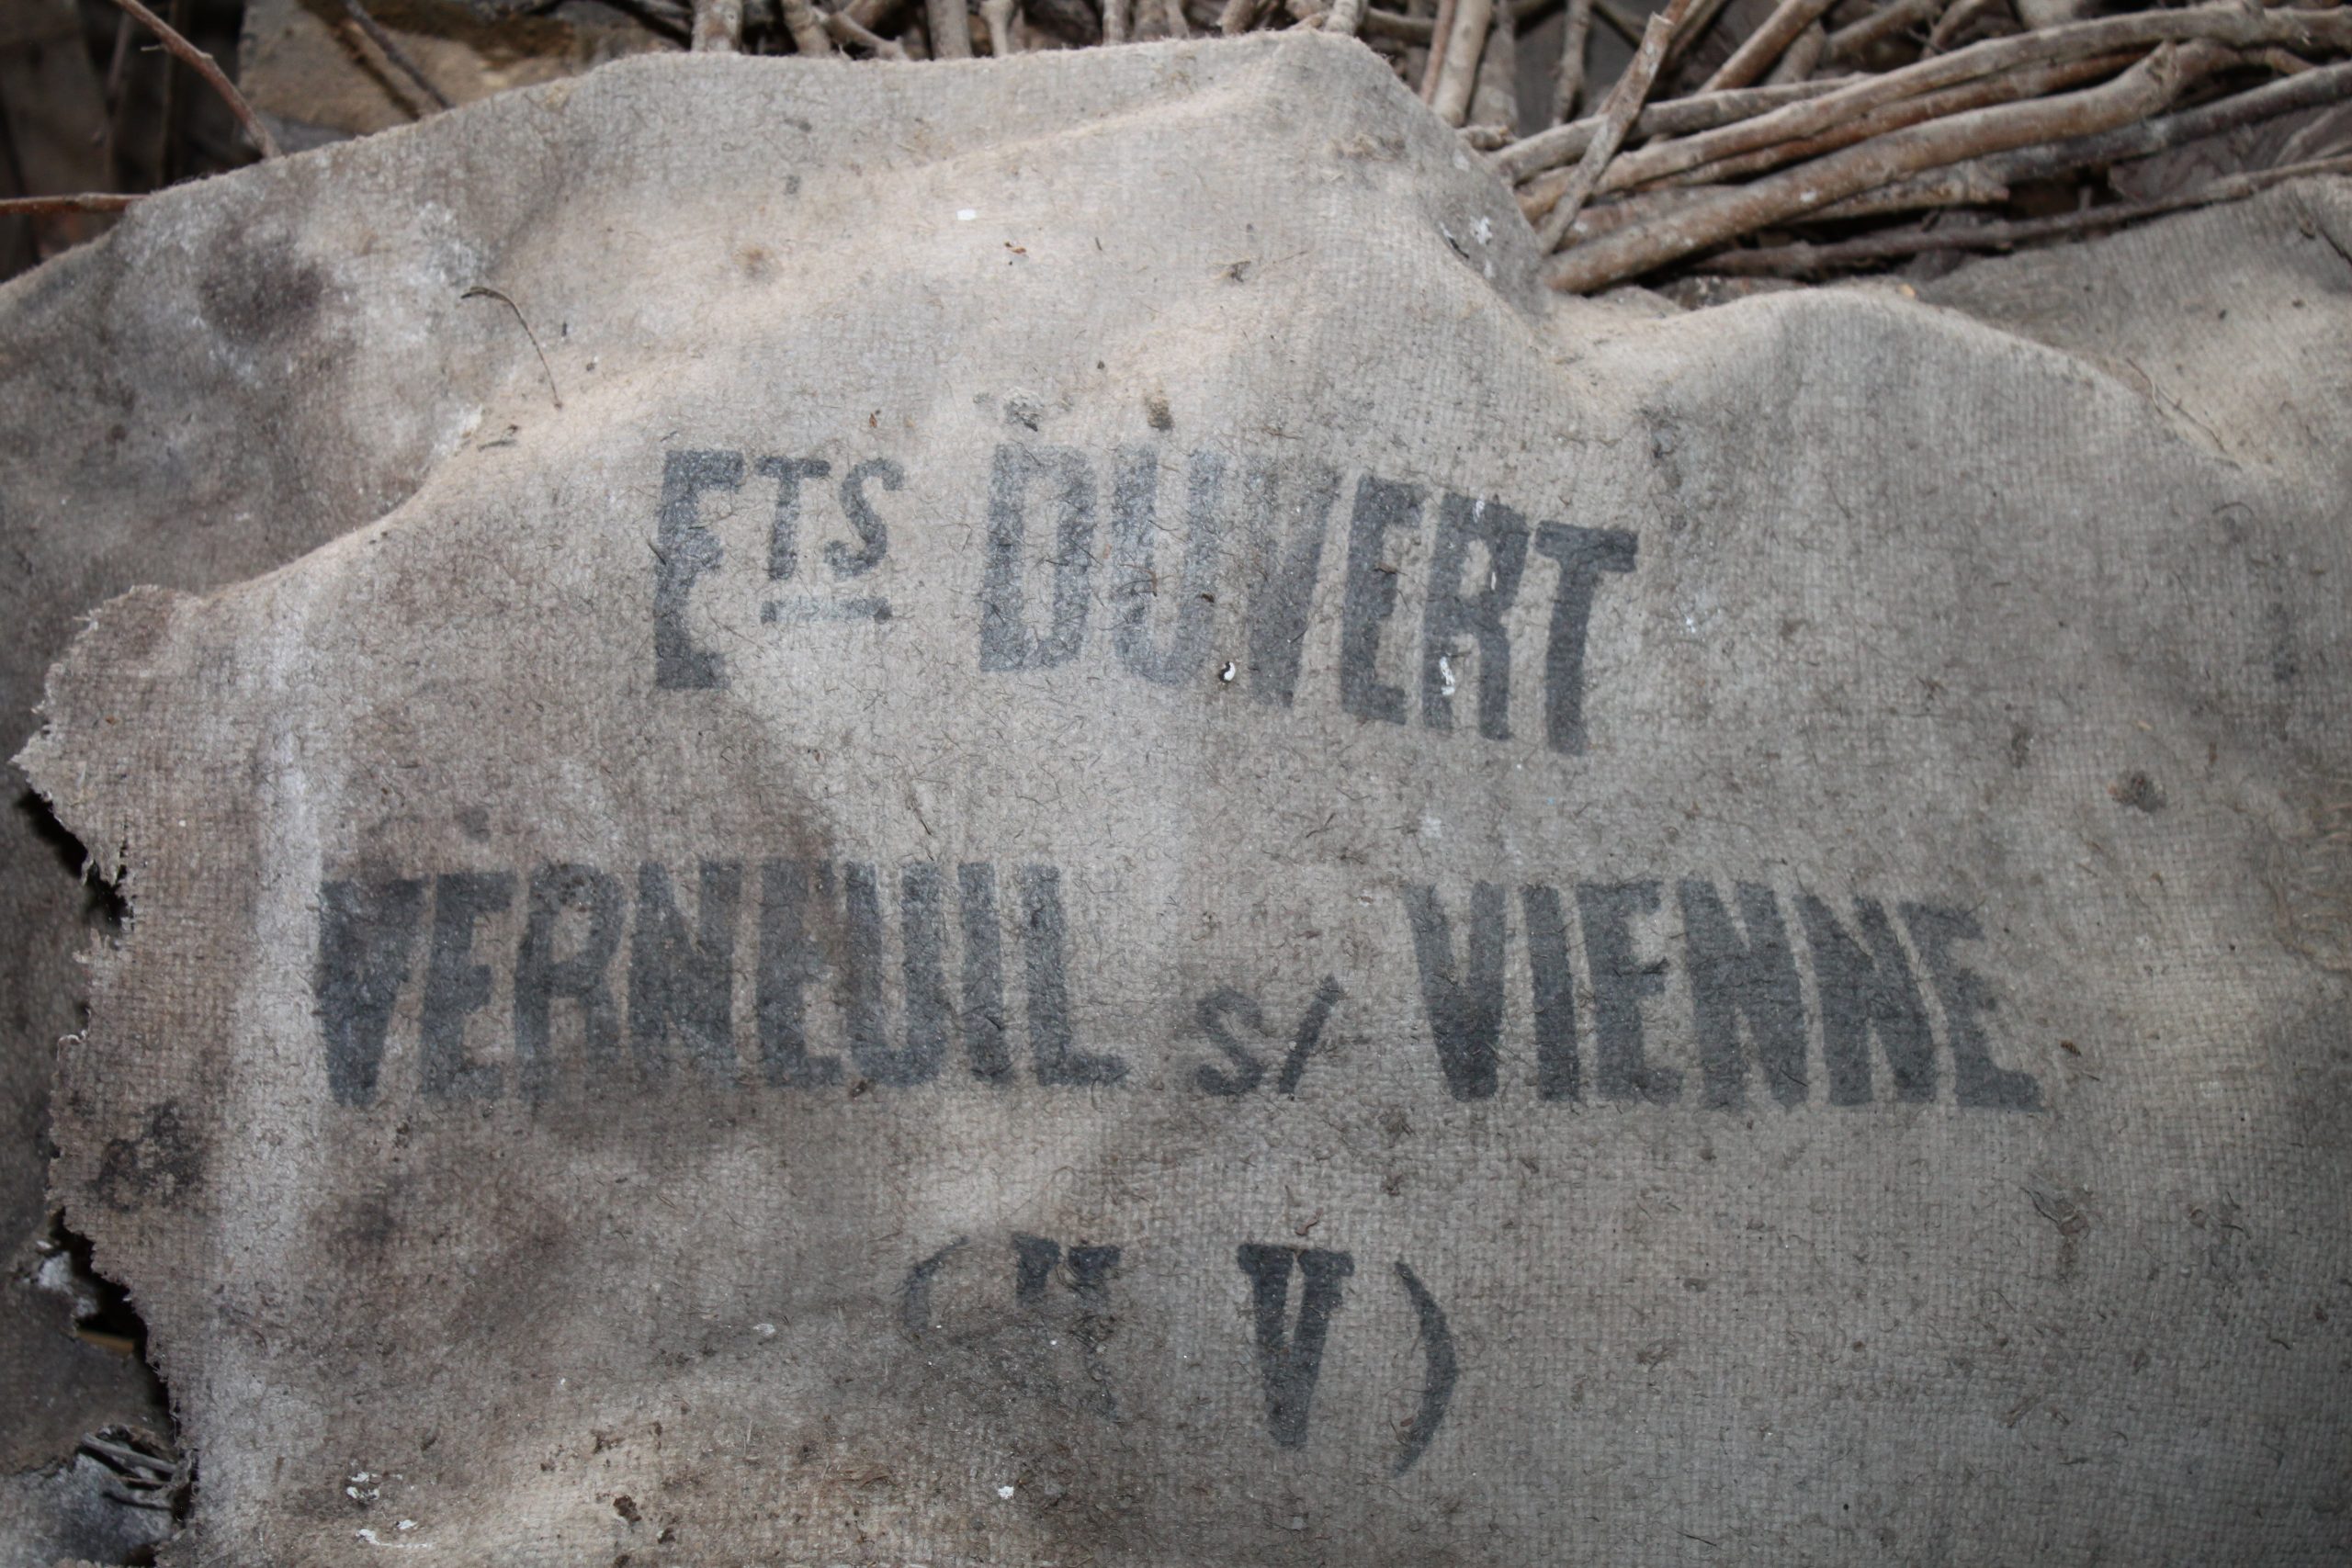 ETS DUVERT
VERNEUIL S/ VIENNE
(H V)